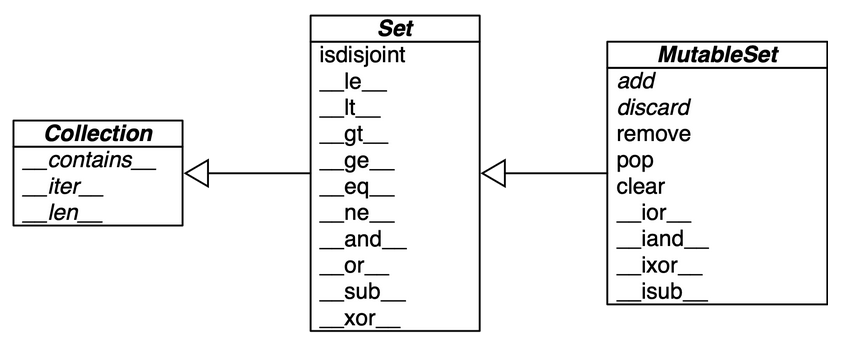 Collection
__contains__
__iter__
__len__
Set
isdisjoint
__le__
__lt__
__gt__
__ge__
__eq__
__ne__
__and__
__or__
__sub__
__xor__
MutableSet
add
discard
remove
pop
clear
__ior__
__iand__
__ixor__
__isub__